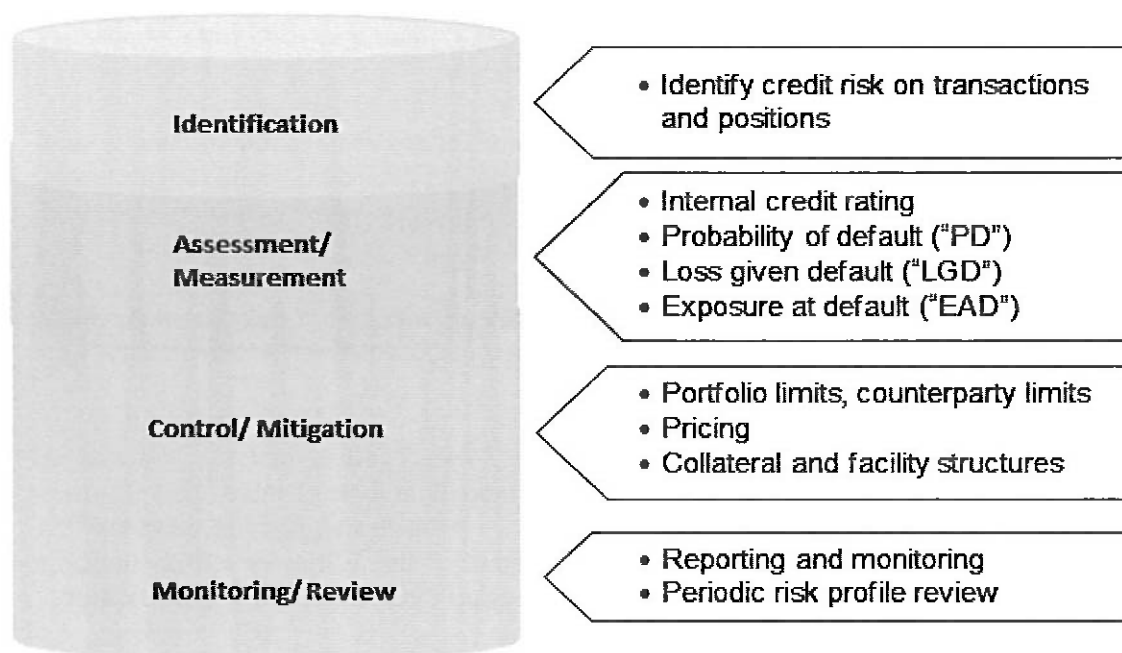 Identification
• Identify credit risk on transactions
and positions
Assessment/
Measurement
• Internal credit rating
• Probability of default ("PD")
• Loss given default ("LGD")
• Exposure at default ("EAD")
Control/ Mitigation
• Portfolio limits, counterparty limits
• Pricing
• Collateral and facility structures
Monitoring/ Review
• Reporting and monitoring
• Periodic risk profile review